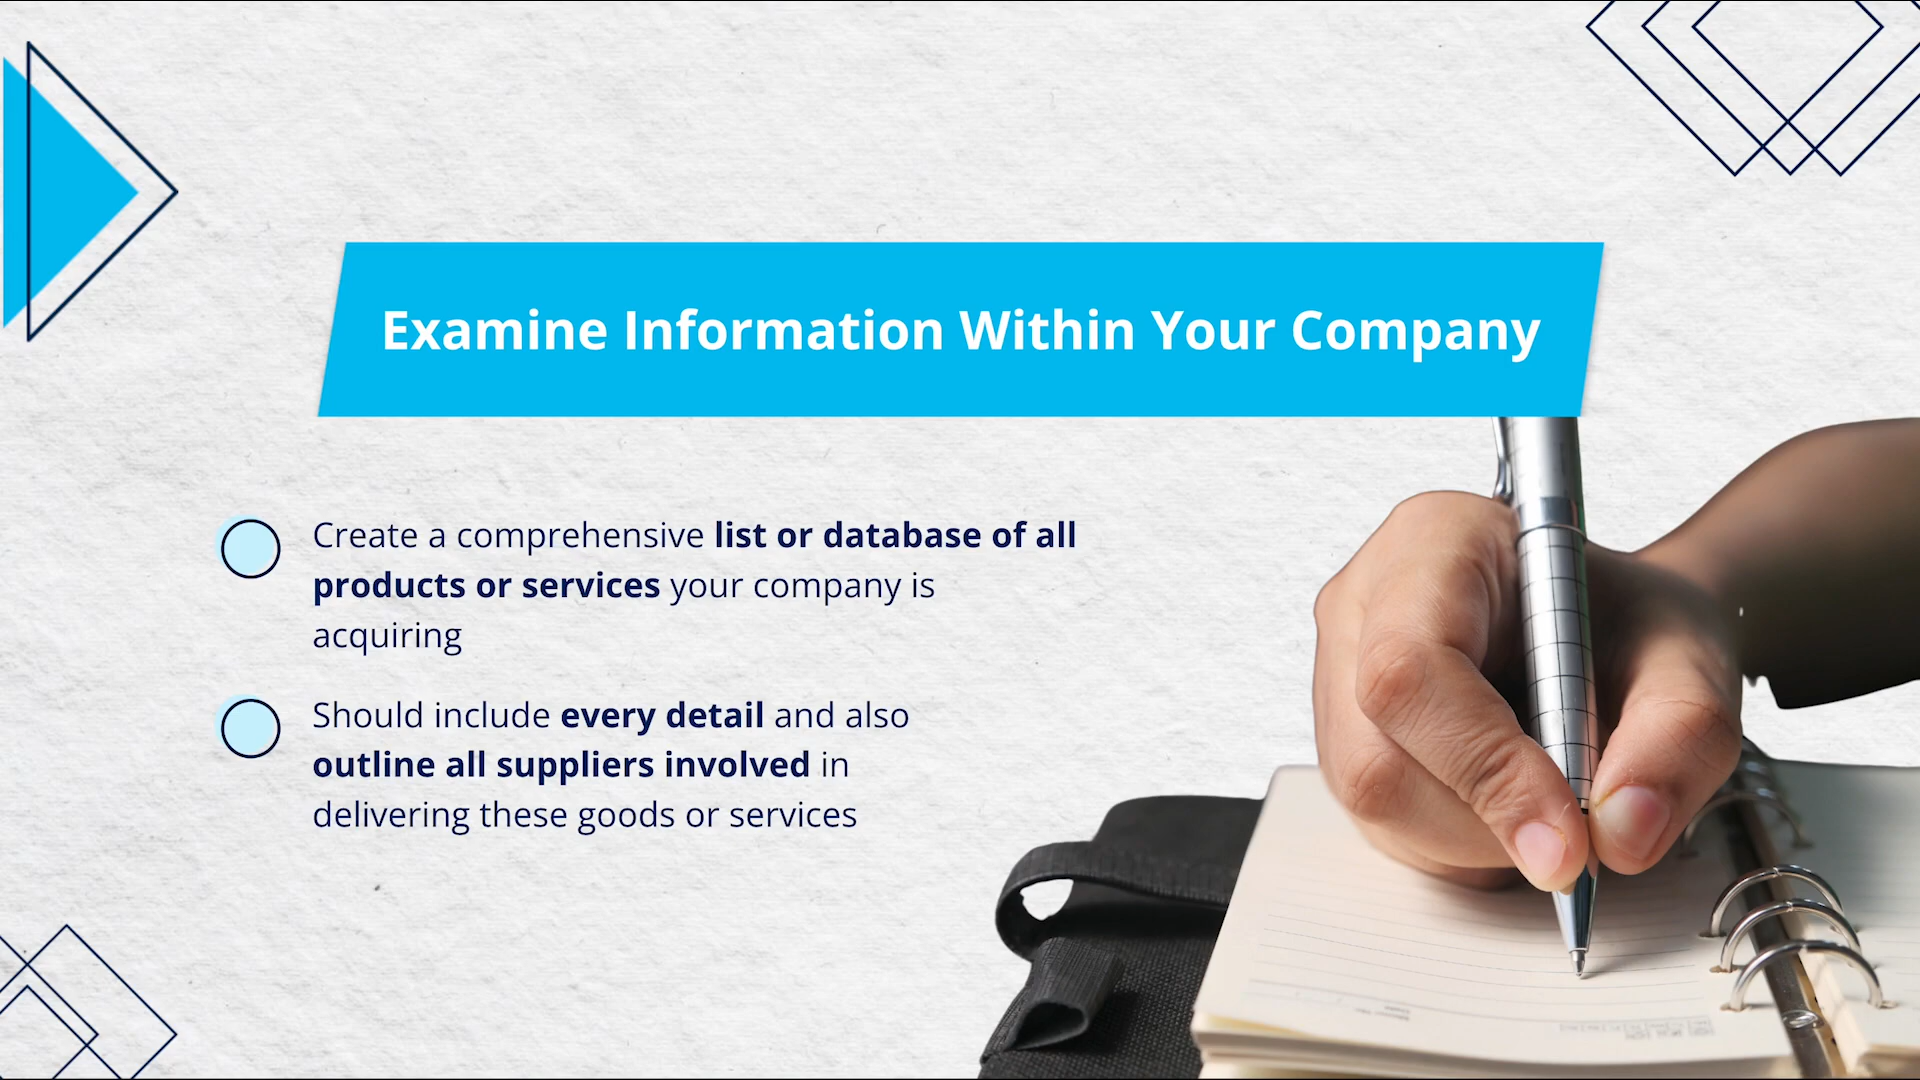 Examine Information Within Your Company
Create a comprehensive list or database of all
products or services your company is
acquiring
Should include every detail and also
outline all suppliers involved in
delivering these goods or services